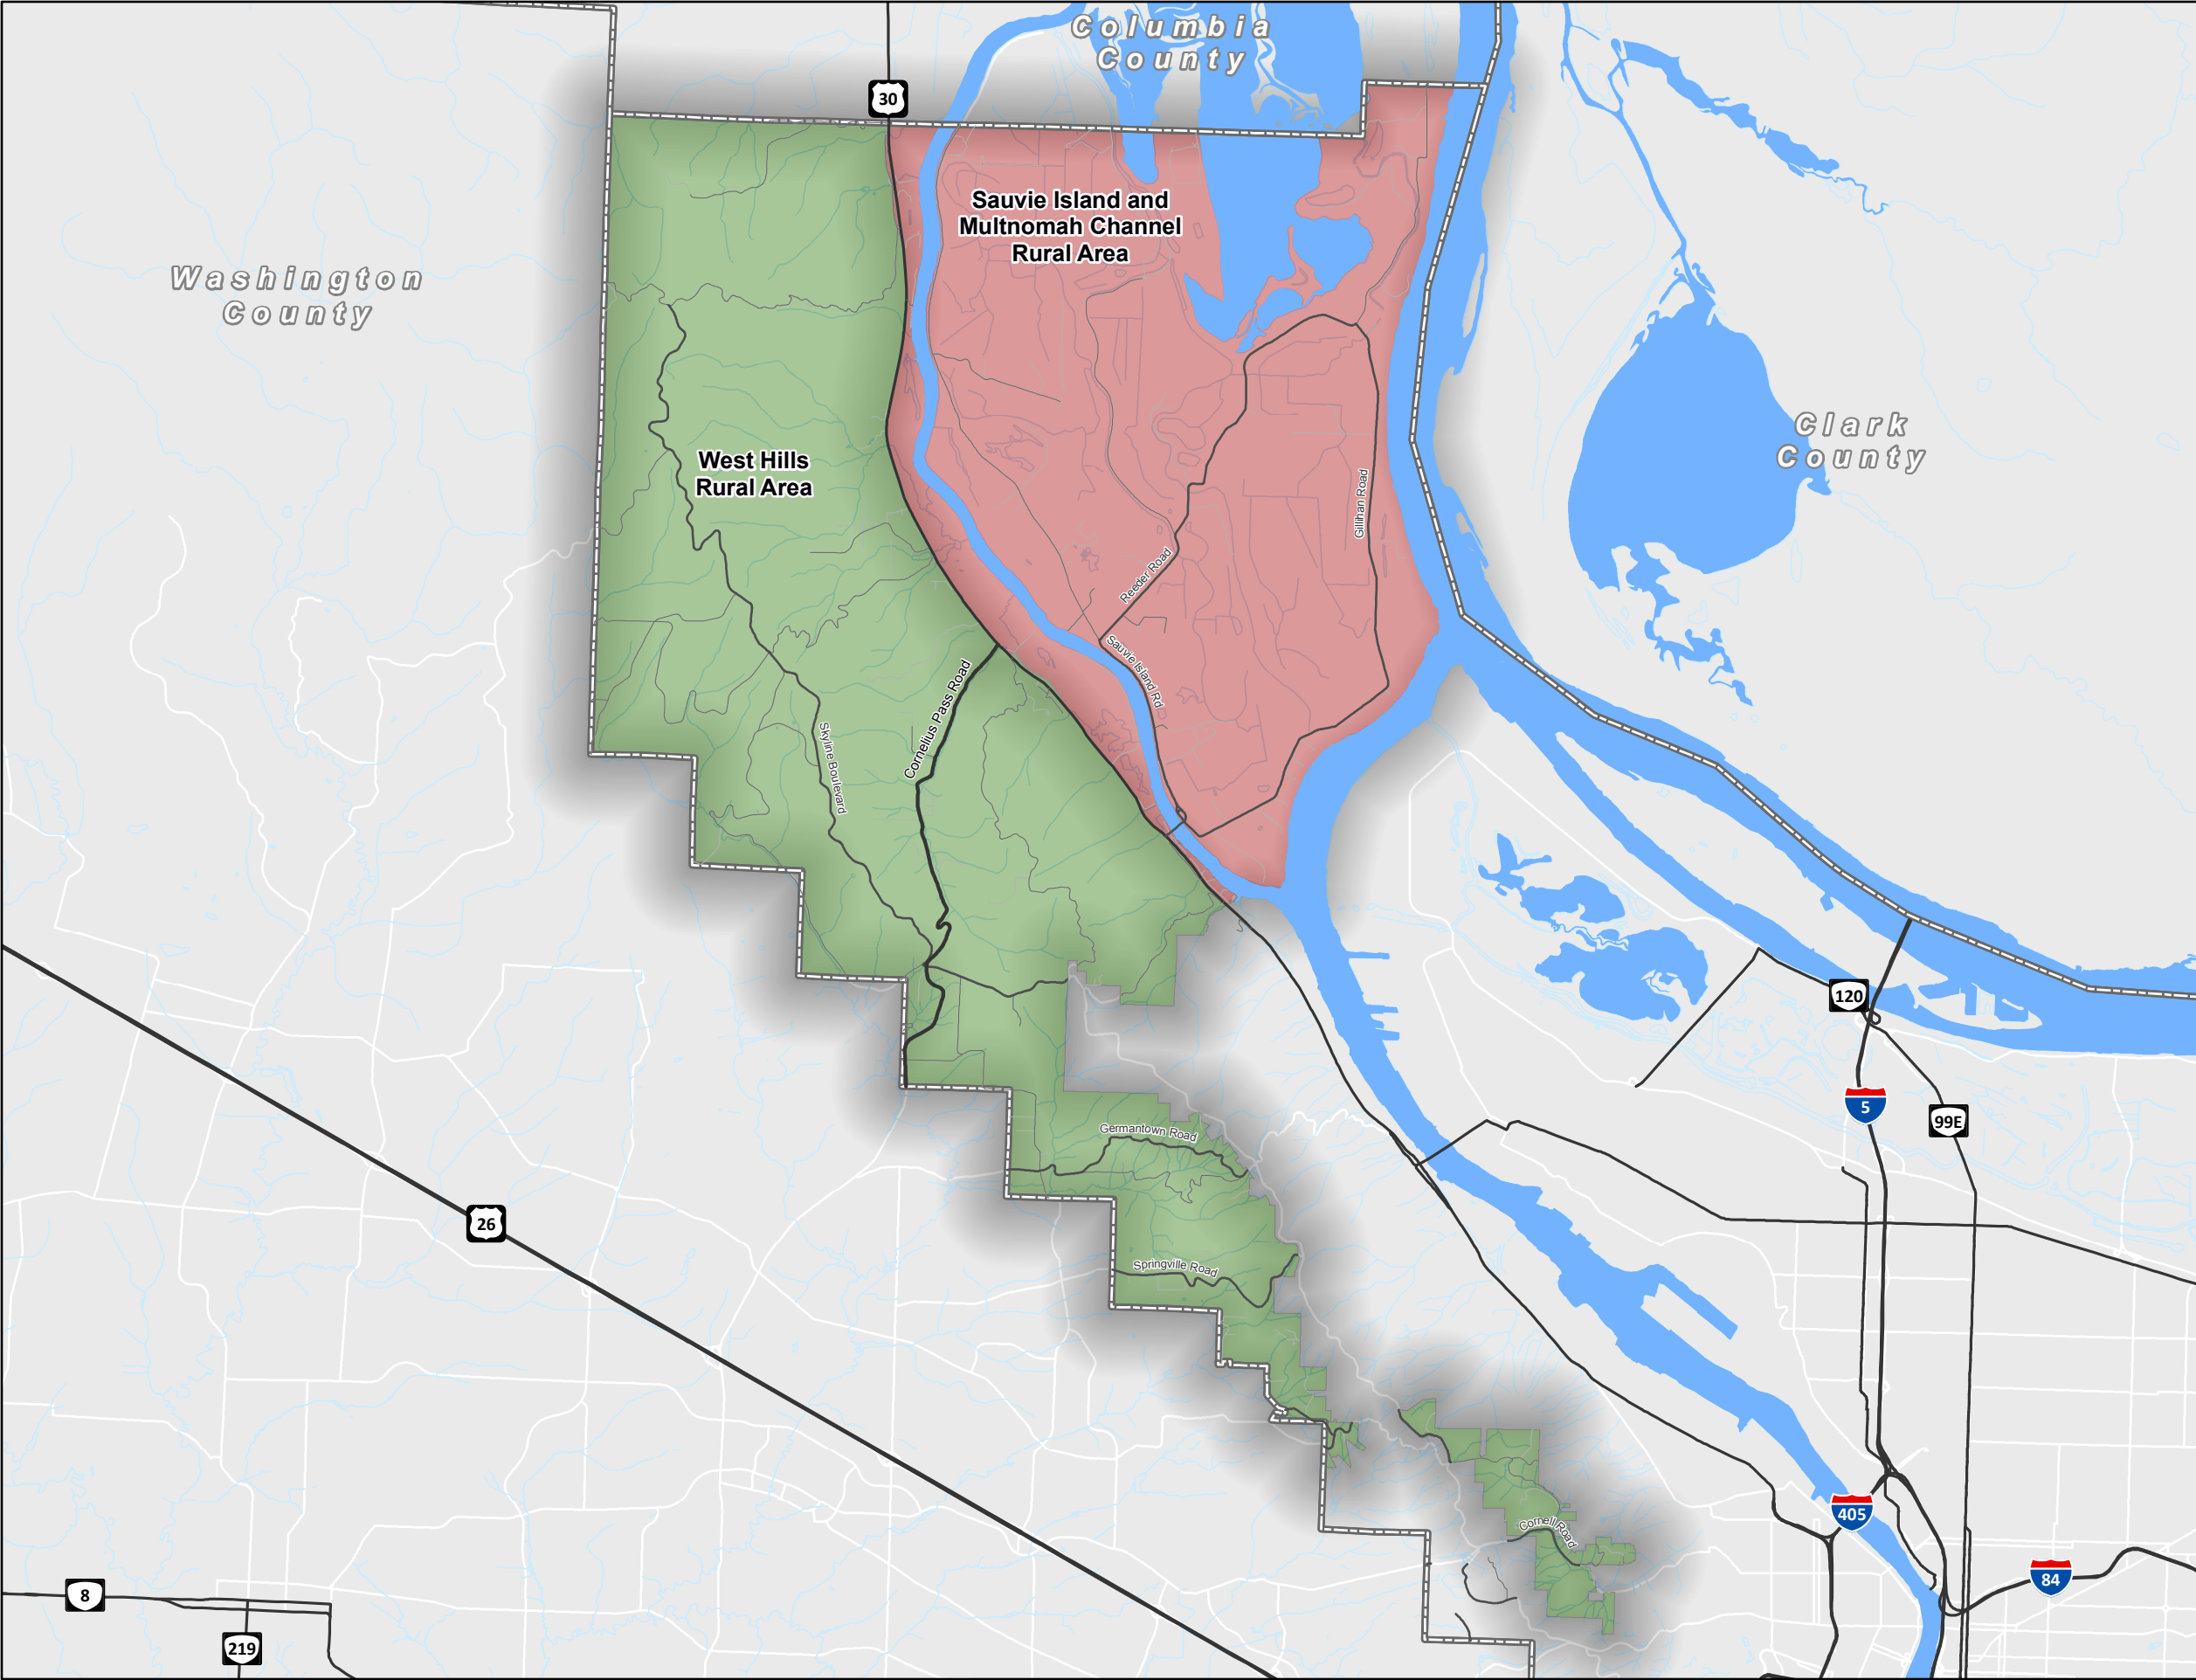 Columbia
County
30
Sauvie Island and
Multnomah Channel
Rural Area
Washington
County
Clark
County
West Hills
Rural Area
Gillihan Road
Reeder Road
Sauvie Island Rd
Cornelius Pass Road
Skyline Boulevard
120
5
99E
Germantown Road
26
Springville Road
405
Cornell Road
84
8
219